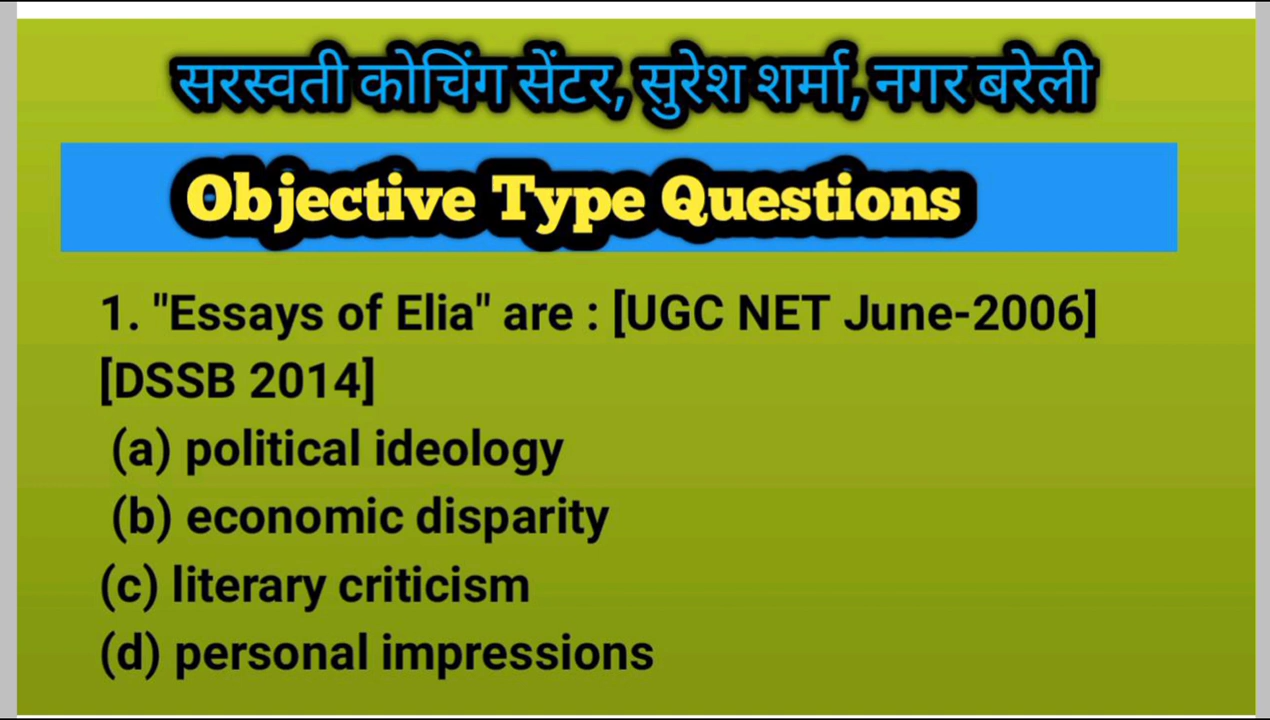 सरस्वती कोचिंग सेंटर, सुरेश शर्मा, नगर बरेली
Objective Type Questions
1. "Essays of Elia" are : [UGC NET June-2006]
[DSSB 2014]
(a) political ideology
(b) economic disparity
(c) literary criticism
(d) personal impressions